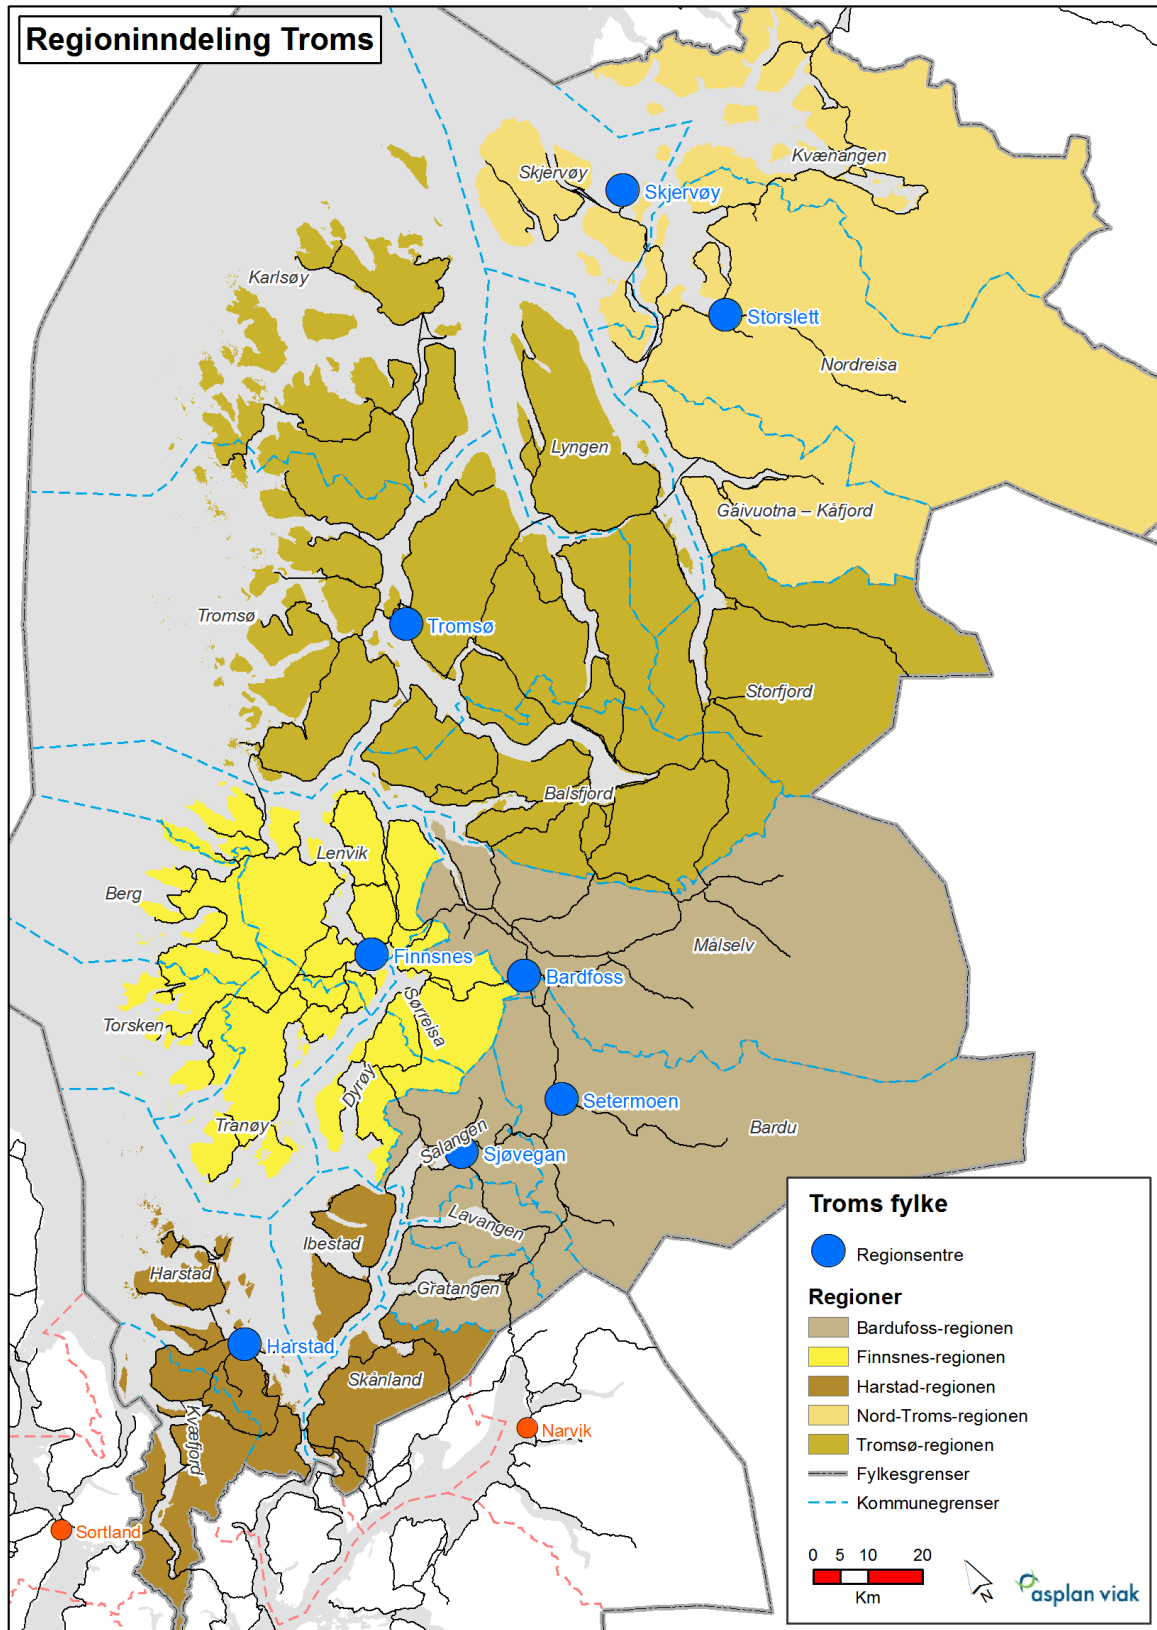 Regioninndeling Troms
Kvænangen
Skjervøy
Skjervøy
Karlsøy
Storslett
Nordreisa
Lyngen
Gáivuotna – Kåfjord
Tromsø
Tromsø
Storfjord
Balsfjord
Lenvik
Berg
Målselv
Finnsnes
Bardfoss
Sørreisa
Torsken
Dyrøy
Setermoen
Tranøy
Bardu
Salangen
Sjøvegan
Lavangen
Ibestad
Harstad
Gratangen
Harstad
Skånland
Kvæfjord
Narvik
Sortland
Troms fylke
Regionsentre
Regioner
Bardufoss-regionen
Finnsnes-regionen
Harstad-regionen
Nord-Troms-regionen
Tromsø-regionen
Fylkesgrenser
Kommunegrenser
0 5 10 20
Km
N
asplan viak